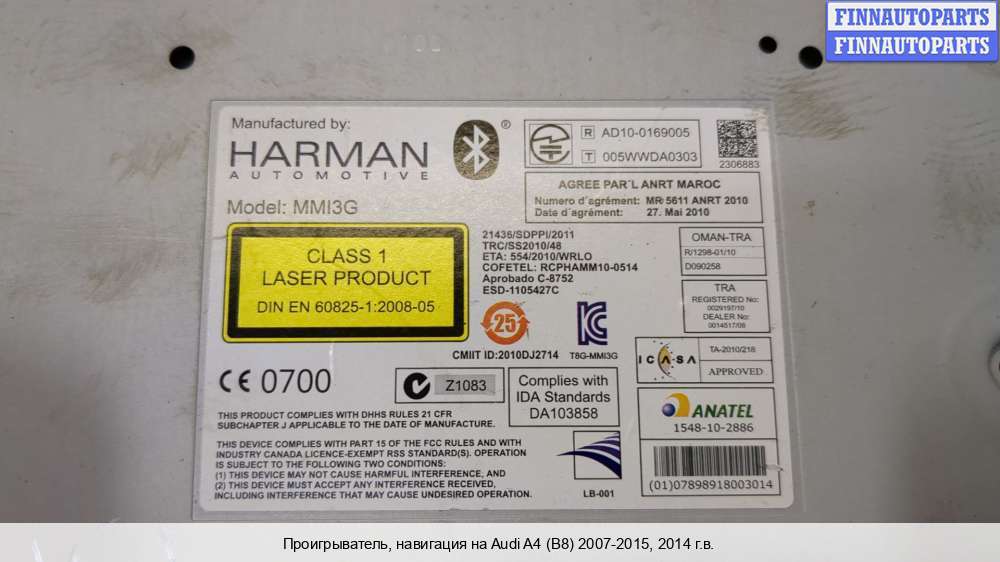 FINNAUTOPARTS
FINNAUTOPARTS
Manufactured by:
HARMAN
AUTOMOTIVE
®
R AD10-0169005
T 005WWDA0303
2306883
Model: MMI3G
AGREE PAR´L ANRT MAROC
Numero d´agrément: MR 5611 ANRT 2010
Date d´agrément: 27. Mai 2010
CLASS 1
LASER PRODUCT
DIN EN 60825-1:2008-05
21436/SDPPI/2011
TRC/SS2010/48
ETA: 554/2010/WRLO
COFETEL: RCPHAMM10-0514
Aprobado C-8752
ESD-1105427C
OMAN-TRA
R/1298-01/10
D090258
TRA
REGISTERED No:
0029197/10
DEALER No:
0014517/08
25
CMIIT ID:2010DJ2714
T8G-MMI3G
ICASA
TA-2010/218
APPROVED
CE 0700
Z1083
Complies with
IDA Standards
DA103858
ANATEL
1548-10-2886
(01)07898918003014
THIS PRODUCT COMPLIES WITH DHHS RULES 21 CFR
SUBCHAPTER J APPLICABLE TO THE DATE OF MANUFACTURE.
THIS DEVICE COMPLIES WITH PART 15 OF THE FCC RULES AND WITH
INDUSTRY CANADA LICENCE-EXEMPT RSS STANDARD(S). OPERATION
IS SUBJECT TO THE FOLLOWING TWO CONDITIONS:
(1) THIS DEVICE MAY NOT CAUSE HARMFUL INTERFERENCE, AND
(2) THIS DEVICE MUST ACCEPT ANY INTERFERENCE RECEIVED,
INCLUDING INTERFERENCE THAT MAY CAUSE UNDESIRED OPERATION.
LB-001
Проигрыватель, навигация на Audi A4 (B8) 2007-2015, 2014 г.в.